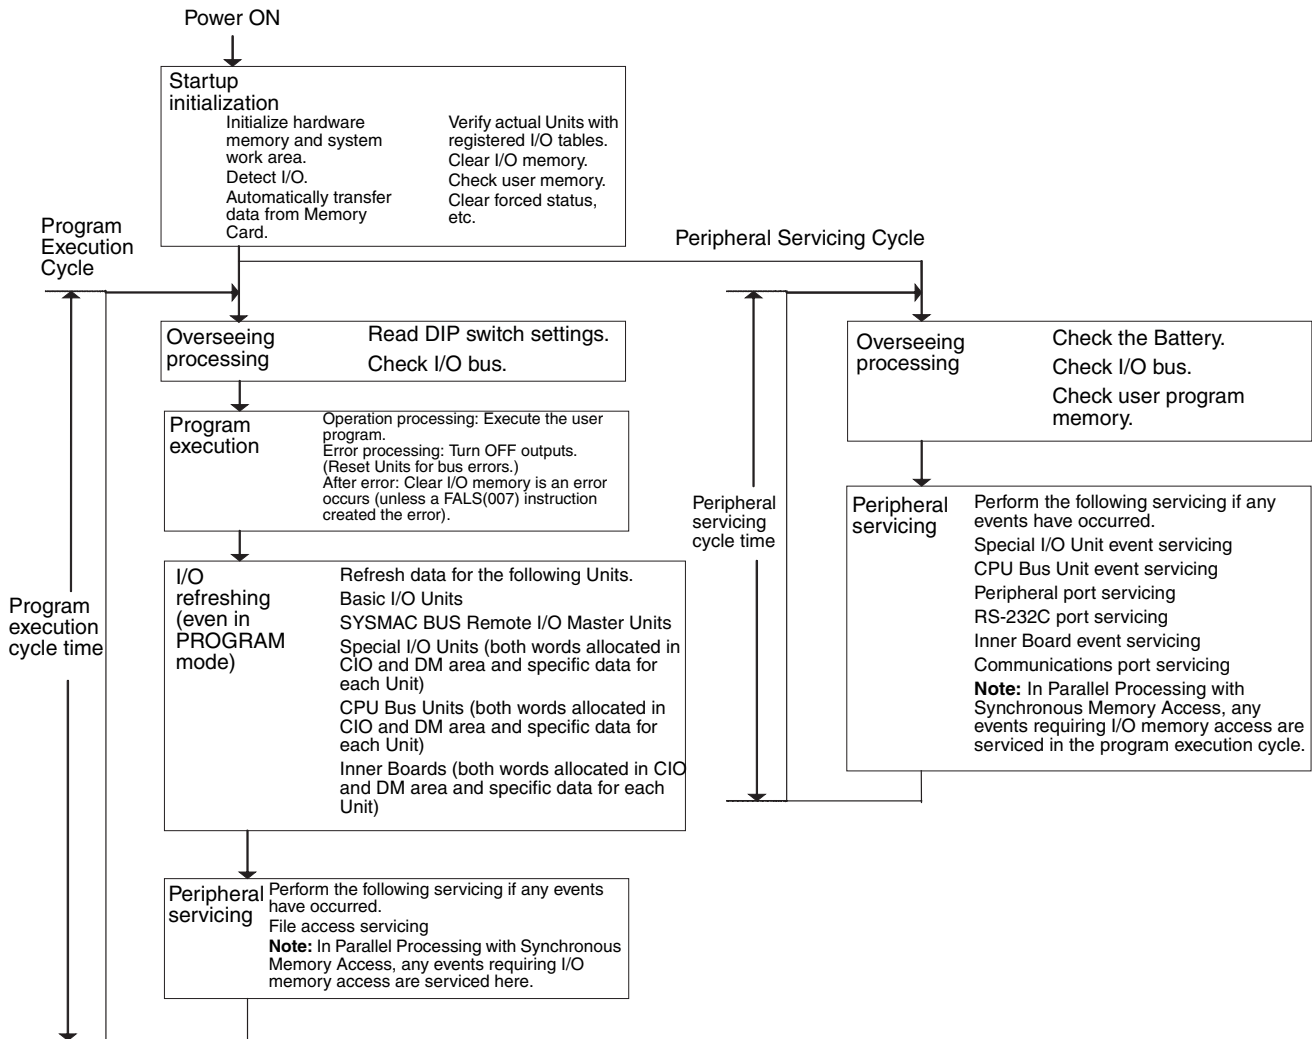 Power ON
Startup
initialization
Initialize hardware
memory and system
work area.
Detect I/O.
Automatically transfer
data from Memory
Card.
Verify actual Units with
registered I/O tables.
Clear I/O memory.
Check user memory.
Clear forced status,
etc.
Program
Execution
Cycle
Peripheral Servicing Cycle
Overseeing
processing
Read DIP switch settings.
Check I/O bus.
Program
execution
Operation processing: Execute the user
program.
Error processing: Turn OFF outputs.
(Reset Units for bus errors.)
After error: Clear I/O memory is an error
occurs (unless a FALS(007) instruction
created the error).
Program
execution
cycle time
I/O
refreshing
(even in
PROGRAM
mode)
Refresh data for the following Units.
Basic I/O Units
SYSMAC BUS Remote I/O Master Units
Special I/O Units (both words allocated in
CIO and DM area and specific data for
each Unit)
CPU Bus Units (both words allocated in
CIO and DM area and specific data for
each Unit)
Inner Boards (both words allocated in CIO
and DM area and specific data for each
Unit)
Peripheral
servicing
Perform the following servicing if any events
have occurred.
File access servicing
Note: In Parallel Processing with Synchronous
Memory Access, any events requiring I/O
memory access are serviced here.
Overseeing
processing
Check the Battery.
Check I/O bus.
Check user program
memory.
Peripheral
servicing
cycle time
Peripheral
servicing
Perform the following servicing if any
events have occurred.
Special I/O Unit event servicing
CPU Bus Unit event servicing
Peripheral port servicing
RS-232C port servicing
Inner Board event servicing
Communications port servicing
Note: In Parallel Processing with
Synchronous Memory Access, any
events requiring I/O memory access are
serviced in the program execution cycle.